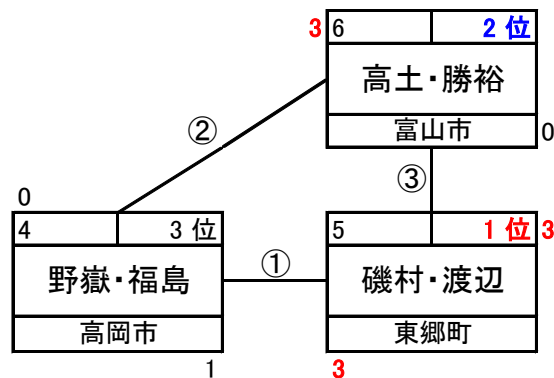 3 6 2 位
高土・勝裕
富山市 0
②
③
0
4 3 位
野嶽・福島
高岡市
1
①
5 1 位 3
磯村・渡辺
東郷町
3